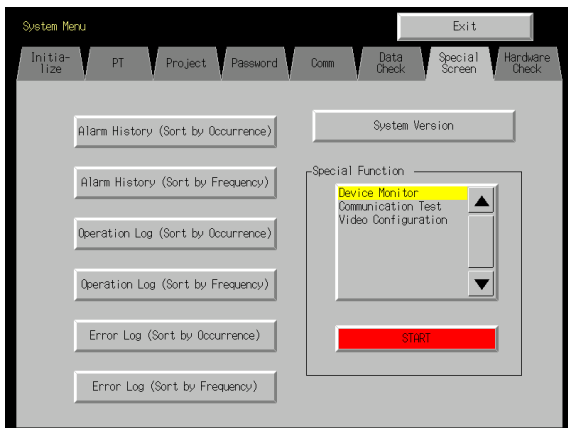 System Menu
Exit
Initia-
lize
PT
Project
Password
Comm
Data
Check
Special
Screen
Hardware
Check
Alarm History (Sort by Occurrence)
Alarm History (Sort by Frequency)
Operation Log (Sort by Occurrence)
Operation Log (Sort by Frequency)
Error Log (Sort by Occurrence)
Error Log (Sort by Frequency)
System Version
Special Function
Device Monitor
Communication Test
Video Configuration
START